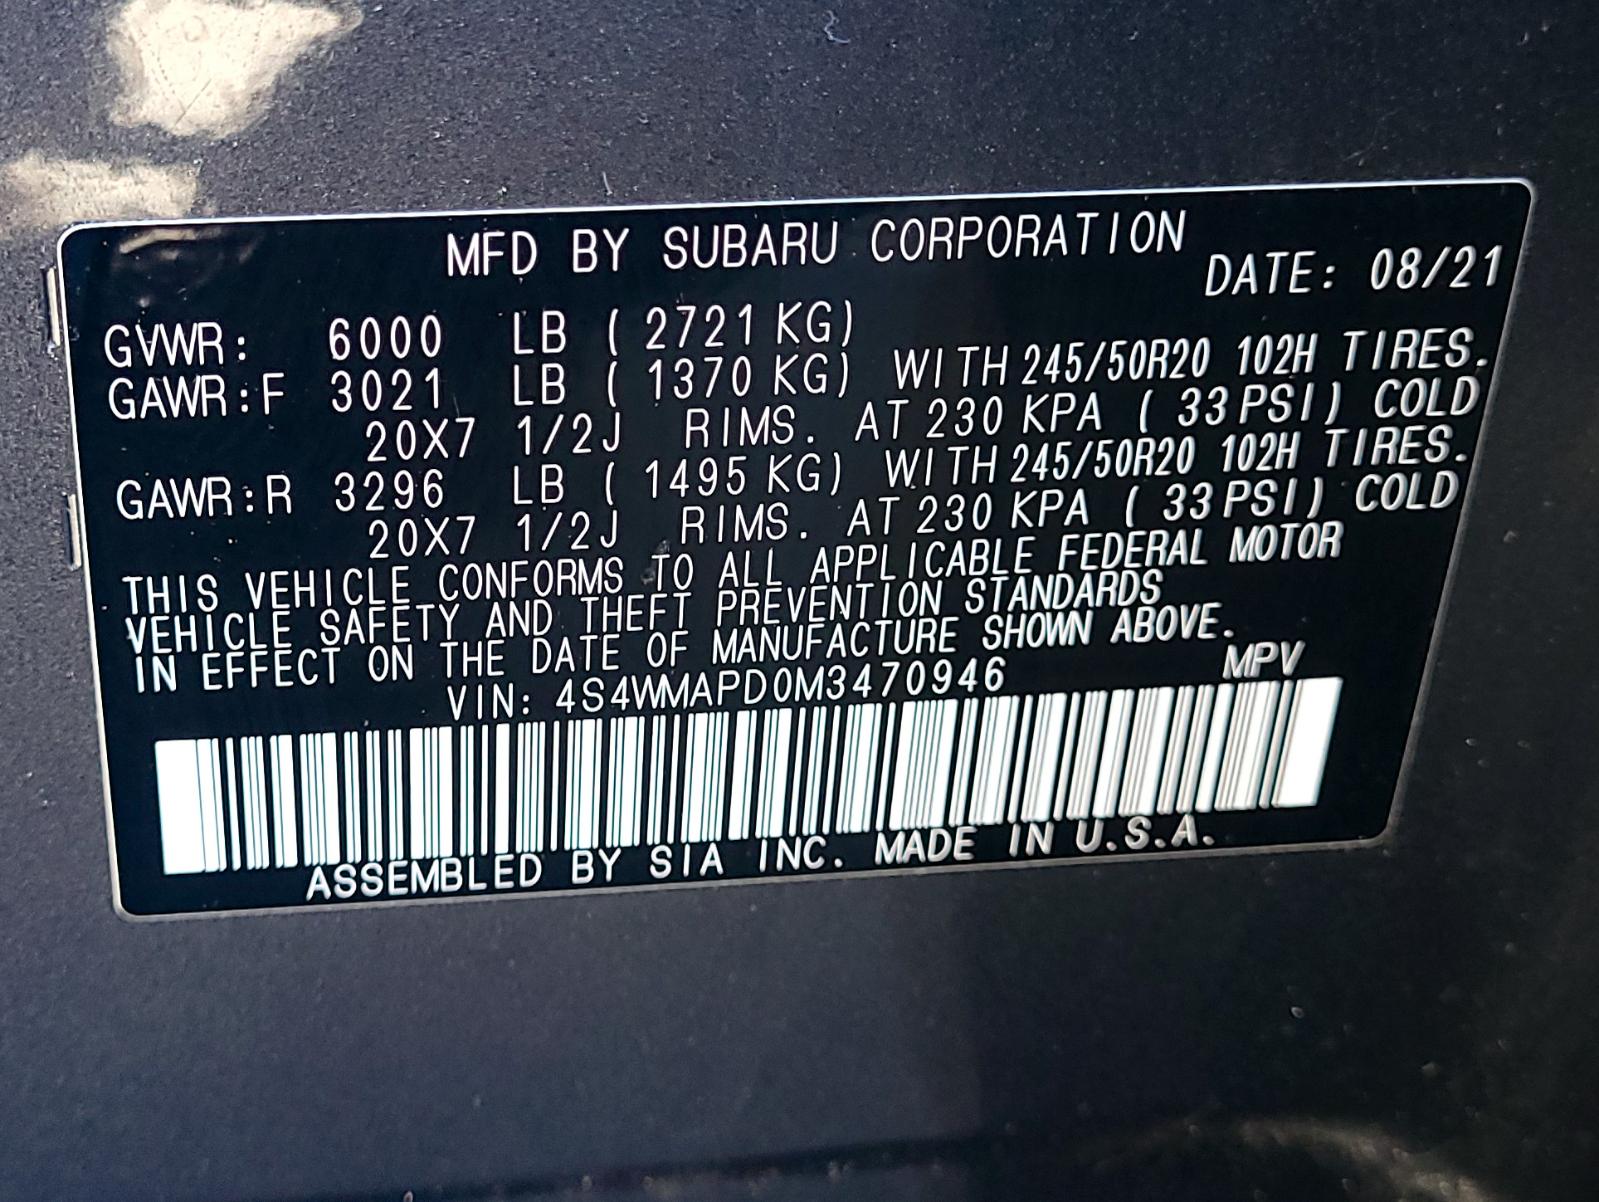 MFD BY SUBARU CORPORATION
DATE: 08/21
GVWR: 6000 LB ( 2721 KG)
GAWR:F 3021 LB ( 1370 KG) WITH 245/50R20 102H TIRES.
20X7 1/2J RIMS. AT 230 KPA ( 33 PSI) COLD
GAWR:R 3296 LB ( 1495 KG) WITH 245/50R20 102H TIRES.
20X7 1/2J RIMS. AT 230 KPA ( 33 PSI) COLD
THIS VEHICLE CONFORMS TO ALL APPLICABLE FEDERAL MOTOR
VEHICLE SAFETY AND THEFT PREVENTION STANDARDS
IN EFFECT ON THE DATE OF MANUFACTURE SHOWN ABOVE.
VIN: 4S4WMAPD0M3470946 MPV
ASSEMBLED BY SIA INC. MADE IN U.S.A.